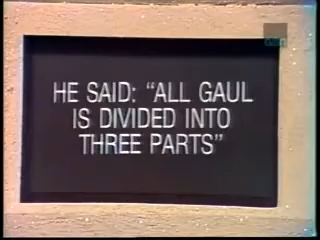 HE SAID: “ALL GAUL
IS DIVIDED INTO
THREE PARTS”